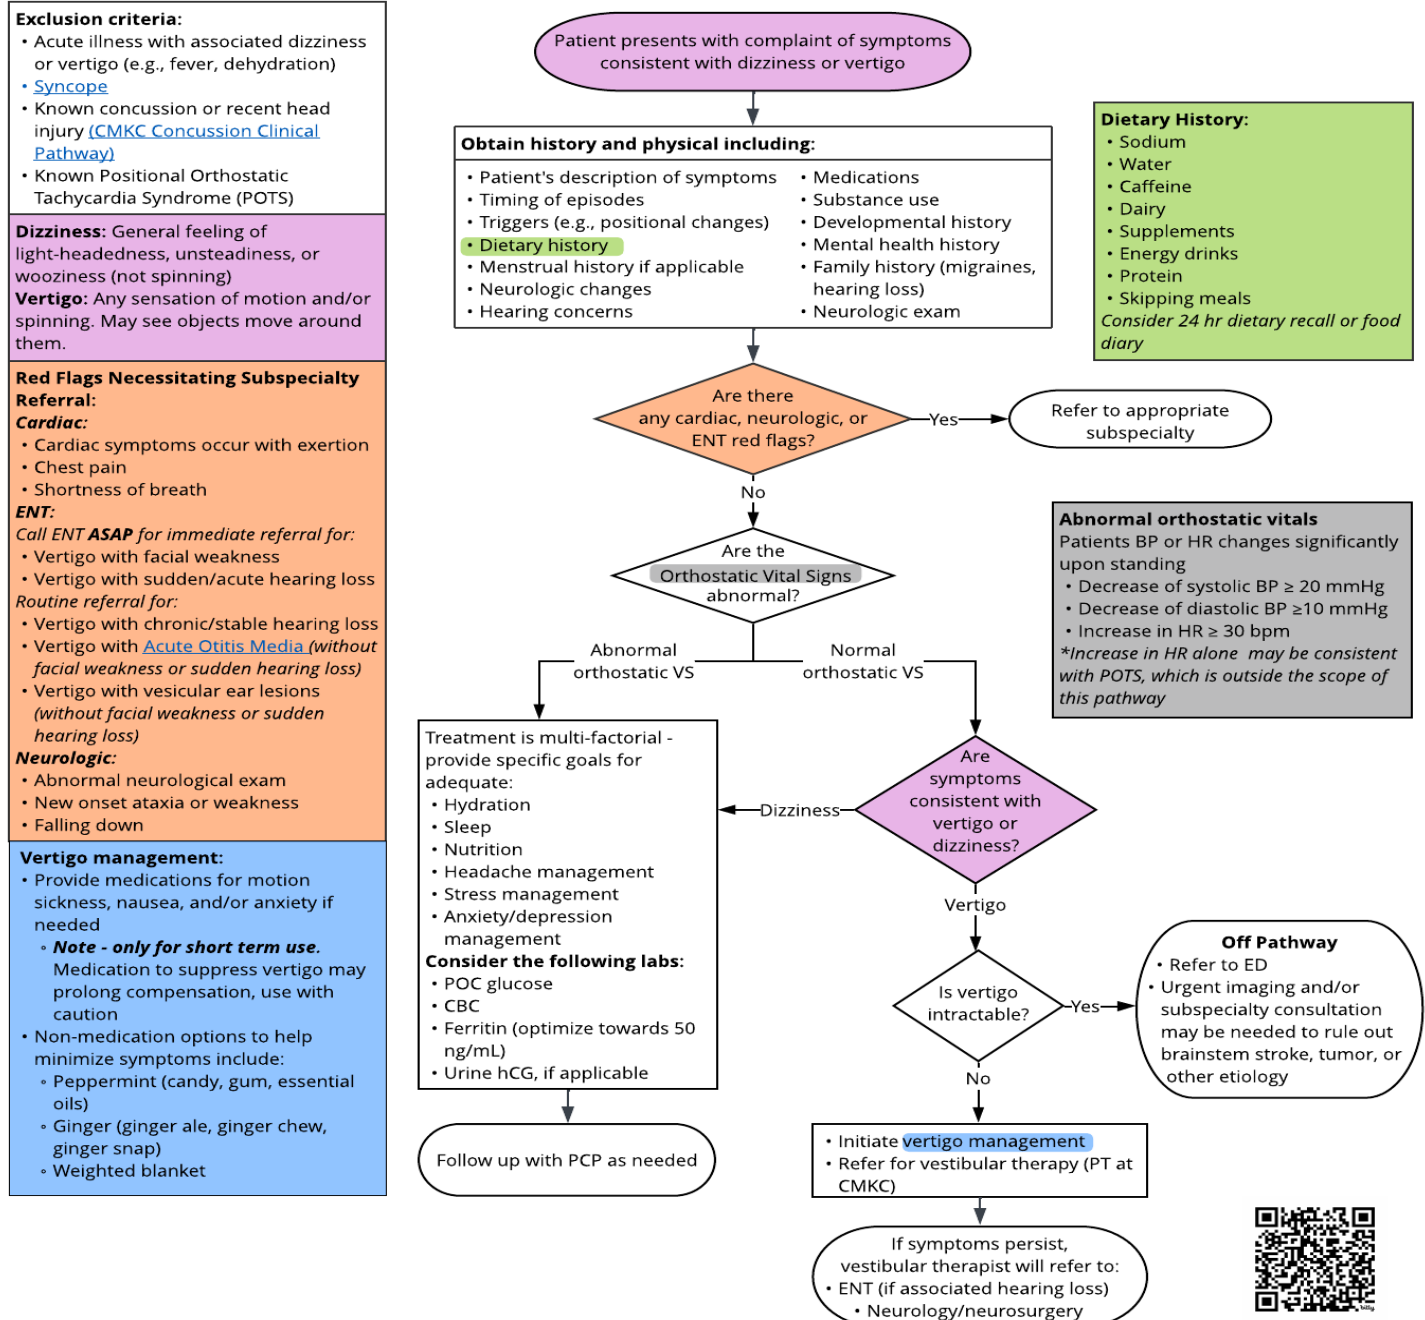 Exclusion criteria:
• Acute illness with associated dizziness
or vertigo (e.g., fever, dehydration)
• Syncope
• Known concussion or recent head
injury (CMKC Concussion Clinical
Pathway)
• Known Positional Orthostatic
Tachycardia Syndrome (POTS)
Dizziness: General feeling of
light-headedness, unsteadiness, or
wooziness (not spinning)
Vertigo: Any sensation of motion and/or
spinning. May see objects move around
them.
Red Flags Necessitating Subspecialty
Referral:
Cardiac:
• Cardiac symptoms occur with exertion
• Chest pain
• Shortness of breath
ENT:
Call ENT ASAP for immediate referral for:
• Vertigo with facial weakness
• Vertigo with sudden/acute hearing loss
Routine referral for:
• Vertigo with chronic/stable hearing loss
• Vertigo with Acute Otitis Media (without
facial weakness or sudden hearing loss)
• Vertigo with vesicular ear lesions
(without facial weakness or sudden
hearing loss)
Neurologic:
• Abnormal neurological exam
• New onset ataxia or weakness
• Falling down
Vertigo management:
• Provide medications for motion
sickness, nausea, and/or anxiety if
needed
◦ Note - only for short term use.
Medication to suppress vertigo may
prolong compensation, use with
caution
• Non-medication options to help
minimize symptoms include:
◦ Peppermint (candy, gum, essential
oils)
◦ Ginger (ginger ale, ginger chew,
ginger snap)
◦ Weighted blanket
Patient presents with complaint of symptoms
consistent with dizziness or vertigo
Obtain history and physical including:
• Patient's description of symptoms
• Timing of episodes
• Triggers (e.g., positional changes)
• Dietary history
• Menstrual history if applicable
• Neurologic changes
• Hearing concerns
• Medications
• Substance use
• Developmental history
• Mental health history
• Family history (migraines,
hearing loss)
• Neurologic exam
Dietary History:
• Sodium
• Water
• Caffeine
• Dairy
• Supplements
• Energy drinks
• Protein
• Skipping meals
Consider 24 hr dietary recall or food
diary
Are there
any cardiac, neurologic, or
ENT red flags?
Yes
Refer to appropriate
subspecialty
No
Are the
Orthostatic Vital Signs
abnormal?
Abnormal orthostatic vitals
Patients BP or HR changes significantly
upon standing
• Decrease of systolic BP ≥ 20 mmHg
• Decrease of diastolic BP ≥10 mmHg
• Increase in HR ≥ 30 bpm
*Increase in HR alone may be consistent
with POTS, which is outside the scope of
this pathway
Abnormal
orthostatic VS
Normal
orthostatic VS
Treatment is multi-factorial -
provide specific goals for
adequate:
• Hydration
• Sleep
• Nutrition
• Headache management
• Stress management
• Anxiety/depression
management
Consider the following labs:
• POC glucose
• CBC
• Ferritin (optimize towards 50
ng/mL)
• Urine hCG, if applicable
Follow up with PCP as needed
Are
symptoms
consistent with
vertigo or
dizziness?
Dizziness
Vertigo
Is vertigo
intractable?
Yes
Off Pathway
• Refer to ED
• Urgent imaging and/or
subspecialty consultation
may be needed to rule out
brainstem stroke, tumor, or
other etiology
No
• Initiate vertigo management
• Refer for vestibular therapy (PT at
CMKC)
If symptoms persist,
vestibular therapist will refer to:
• ENT (if associated hearing loss)
• Neurology/neurosurgery
bitly